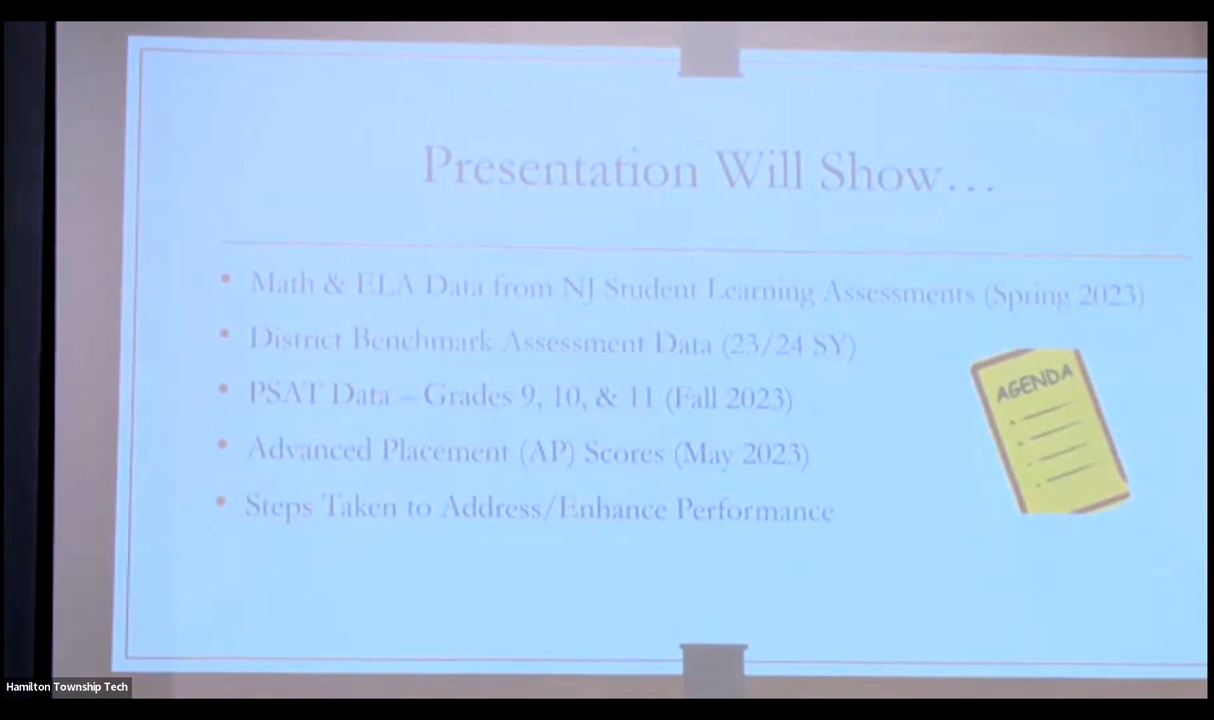 Presentation Will Show…
• Math & ELA Data from NJ Student Learning Assessments (Spring 2023)
• District Benchmark Assessment Data (23/24 SY)
• PSAT Data – Grades 9, 10, & 11 (Fall 2023)
• Advanced Placement (AP) Scores (May 2023)
• Steps Taken to Address/Enhance Performance
AGENDA
Hamilton Township Tech